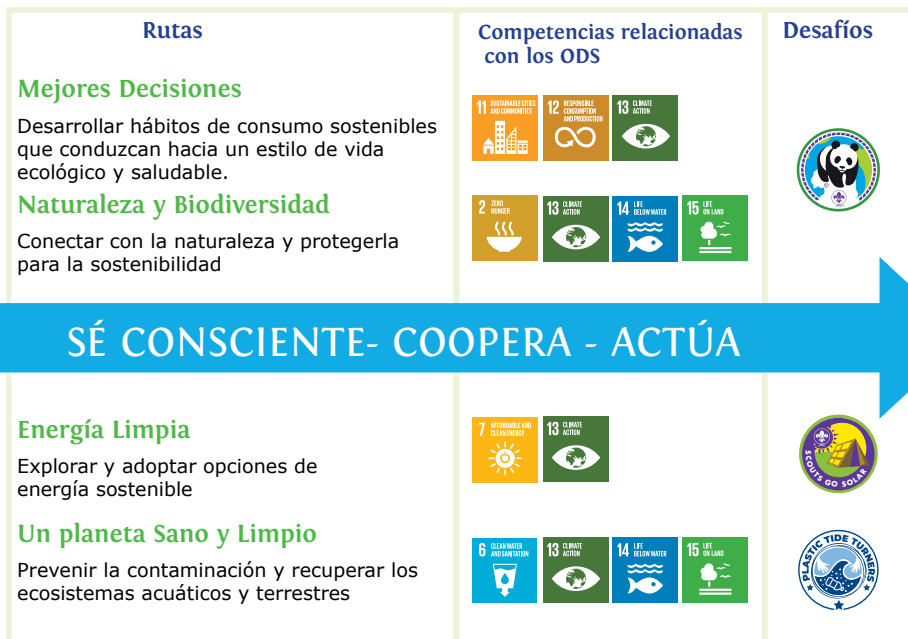 Rutas
Competencias relacionadas
con los ODS
Desafíos
Mejores Decisiones
Desarrollar hábitos de consumo sostenibles
que conduzcan hacia un estilo de vida
ecológico y saludable.
11 SUSTAINABLE CITIES
AND COMMUNITIES
12 RESPONSIBLE
CONSUMPTION
AND PRODUCTION
13 CLIMATE
ACTION
Naturaleza y Biodiversidad
Conectar con la naturaleza y protegerla
para la sostenibilidad
2 ZERO
HUNGER
13 CLIMATE
ACTION
14 LIFE
BELOW WATER
15 LIFE
ON LAND
SÉ CONSCIENTE- COOPERA - ACTÚA
Energía Limpia
Explorar y adoptar opciones de
energía sostenible
7 AFFORDABLE AND
CLEAN ENERGY
13 CLIMATE
ACTION
SCOUTS GO SOLAR
Un planeta Sano y Limpio
Prevenir la contaminación y recuperar los
ecosistemas acuáticos y terrestres
6 CLEAN WATER
AND SANITATION
13 CLIMATE
ACTION
14 LIFE
BELOW WATER
15 LIFE
ON LAND
PLASTIC TIDE TURNERS